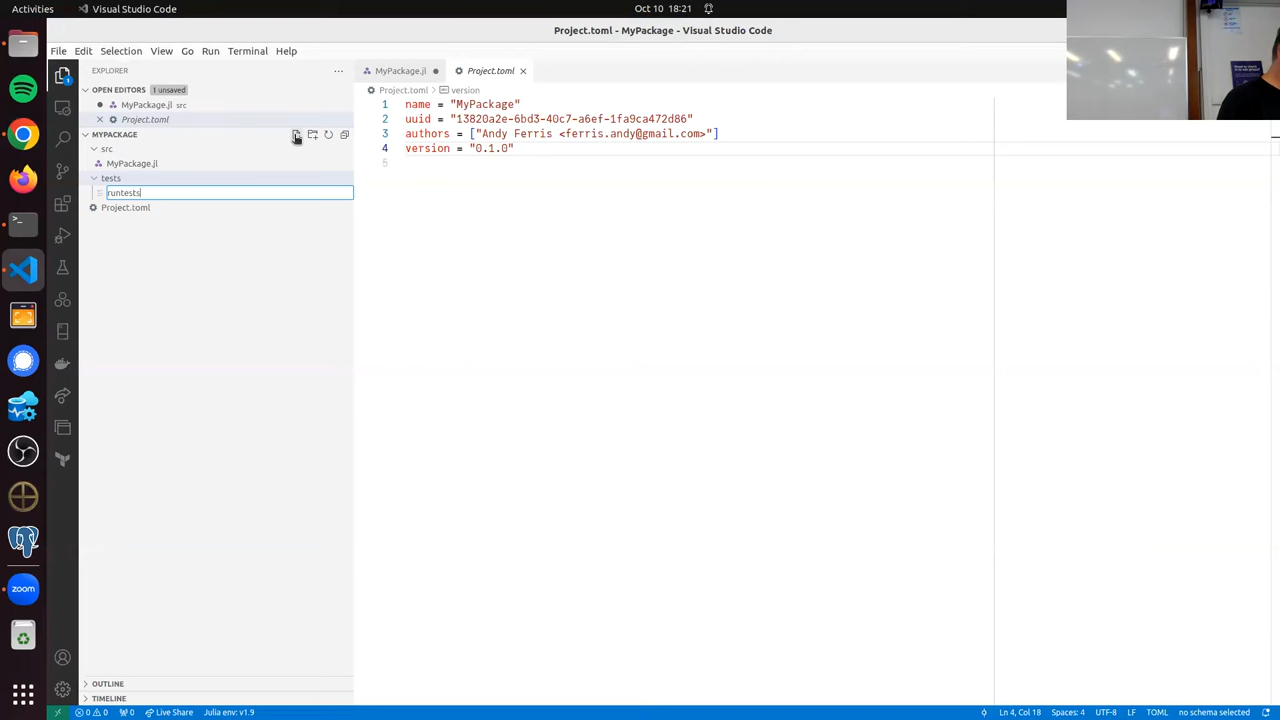 Activities
Visual Studio Code
Oct 10 18:21
Project.toml - MyPackage - Visual Studio Code
File Edit Selection View Go Run Terminal Help
EXPLORER
OPEN EDITORS 1 unsaved
MyPackage.jl src
Project.toml
MYPACKAGE
src
MyPackage.jl
tests
runtests
Project.toml
OUTLINE
TIMELINE
MyPackage.jl
Project.toml
Project.toml > version
1 name = "MyPackage"
2 uuid = "13820a2e-6bd3-40c7-a6ef-1fa9ca472d86"
3 authors = ["Andy Ferris <ferris.andy@gmail.com>"]
4 version = "0.1.0"
5
zoom
0 0 0 Live Share Julia env: v1.9
Ln 4, Col 18 Spaces: 4 UTF-8 LF TOML no schema selected